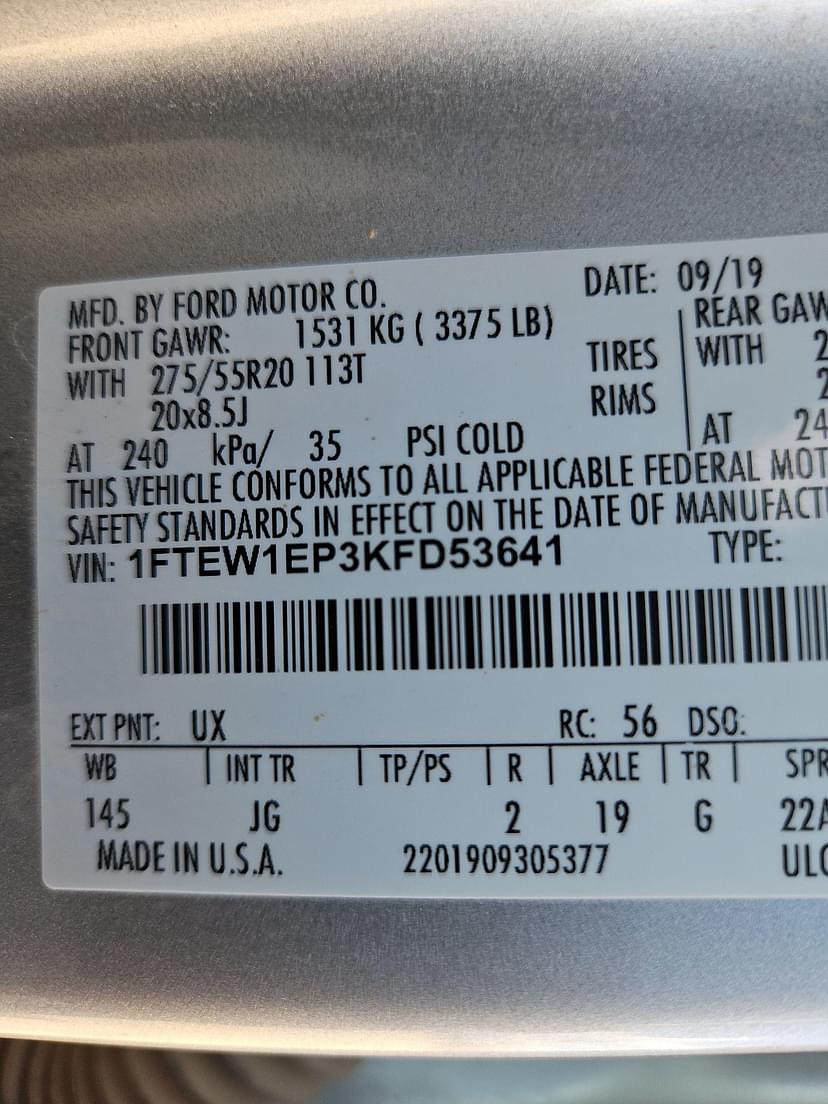 MFD. BY FORD MOTOR CO. DATE: 09/19
FRONT GAWR: 1531 KG ( 3375 LB) REAR GAW
WITH 275/55R20 113T TIRES WITH 2
20x8.5J RIMS 2
AT 240 kPa/ 35 PSI COLD AT 24
THIS VEHICLE CONFORMS TO ALL APPLICABLE FEDERAL MOT
SAFETY STANDARDS IN EFFECT ON THE DATE OF MANUFACT
VIN: 1FTEW1EP3KFD53641 TYPE:
EXT PNT: UX RC: 56 DSO:
WB INT TR TP/PS R AXLE TR SPR
145 JG 2 19 G 22A
MADE IN U.S.A. 2201909305377 ULC